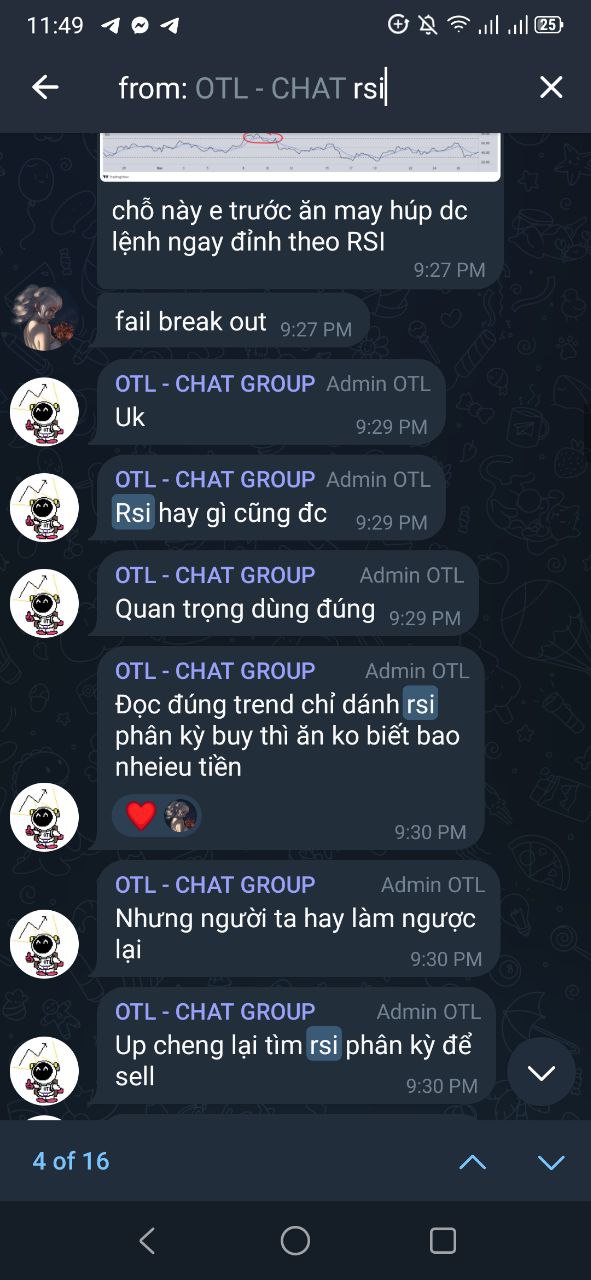 11:49
25
from: OTL - CHAT rsi
TradingView
chỗ này e trước ăn may húp dc
lệnh ngay đỉnh theo RSI
9:27 PM
fail break out 9:27 PM
OTL - CHAT GROUP Admin OTL
Uk
9:29 PM
OTL - CHAT GROUP Admin OTL
Rsi hay gì cũng đc 9:29 PM
OTL - CHAT GROUP Admin OTL
Quan trọng dùng đúng 9:29 PM
OTL - CHAT GROUP Admin OTL
Đọc đúng trend chỉ dánh rsi
phân kỳ buy thì ăn ko biết bao
nheieu tiền
9:30 PM
OTL - CHAT GROUP Admin OTL
Nhưng người ta hay làm ngược
lại
9:30 PM
OTL - CHAT GROUP Admin OTL
Up cheng lại tìm rsi phân kỳ để
sell
9:30 PM
4 of 16